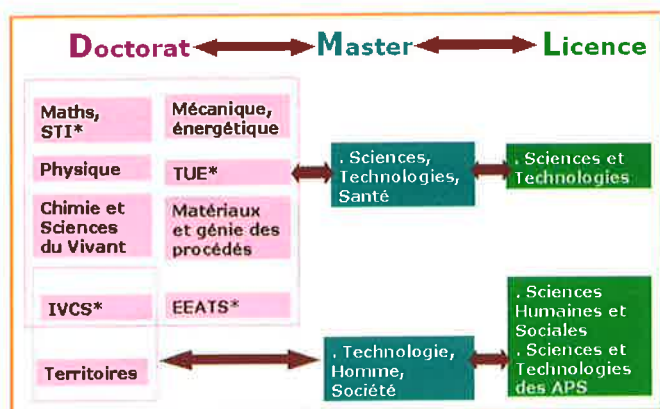 Doctorat Master Licence
Maths,
STI*
Mécanique,
énergétique
Physique
TUE*
Chimie et
Sciences
du Vivant
Matériaux
et génie des
procédés
IVCS*
EEATS*
Territoires
. Sciences,
Technologies,
Santé
. Technologie,
Homme,
Société
. Sciences et
Technologies
. Sciences
Humaines et
Sociales
. Sciences et
Technologies
des APS